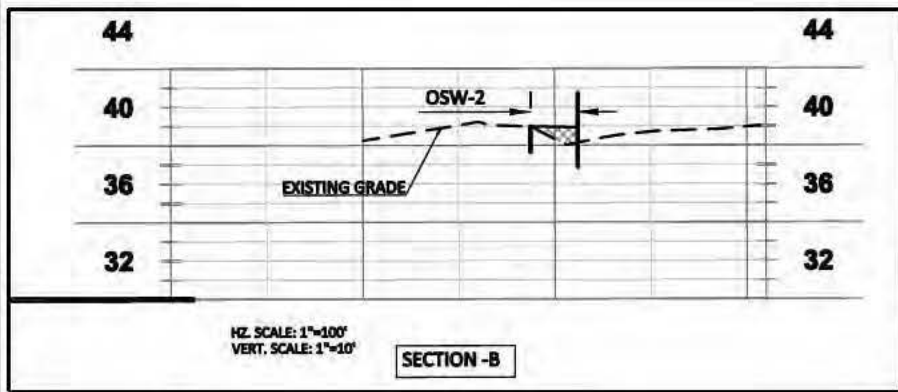 44 44
OSW-2
40 40
EXISTING GRADE
36 36
32 32
HZ. SCALE: 1"=100'
VERT. SCALE: 1"=10'
SECTION -B